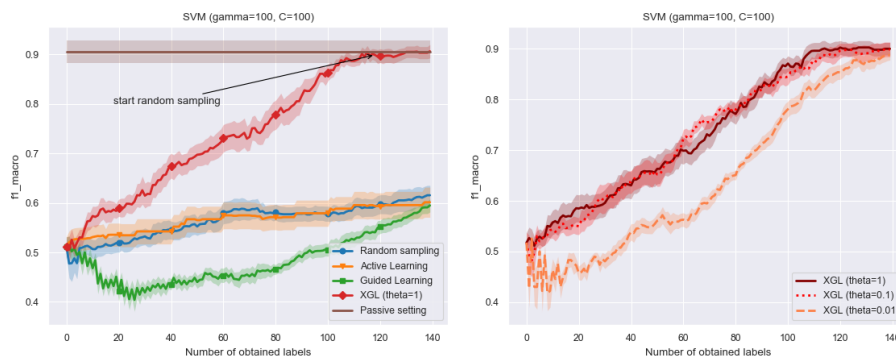 SVM (gamma=100, C=100)
f1_macro
0.9
0.8
0.7
0.6
0.5
0.4
start random sampling
Random sampling
Active Learning
Guided Learning
XGL (theta=1)
Passive setting
0 20 40 60 80 100 120 140
Number of obtained labels
SVM (gamma=100, C=100)
f1_macro
0.9
0.8
0.7
0.6
0.5
0.4
XGL (theta=1)
XGL (theta=0.1)
XGL (theta=0.01)
0 20 40 60 80 100 120 140
Number of obtained labels